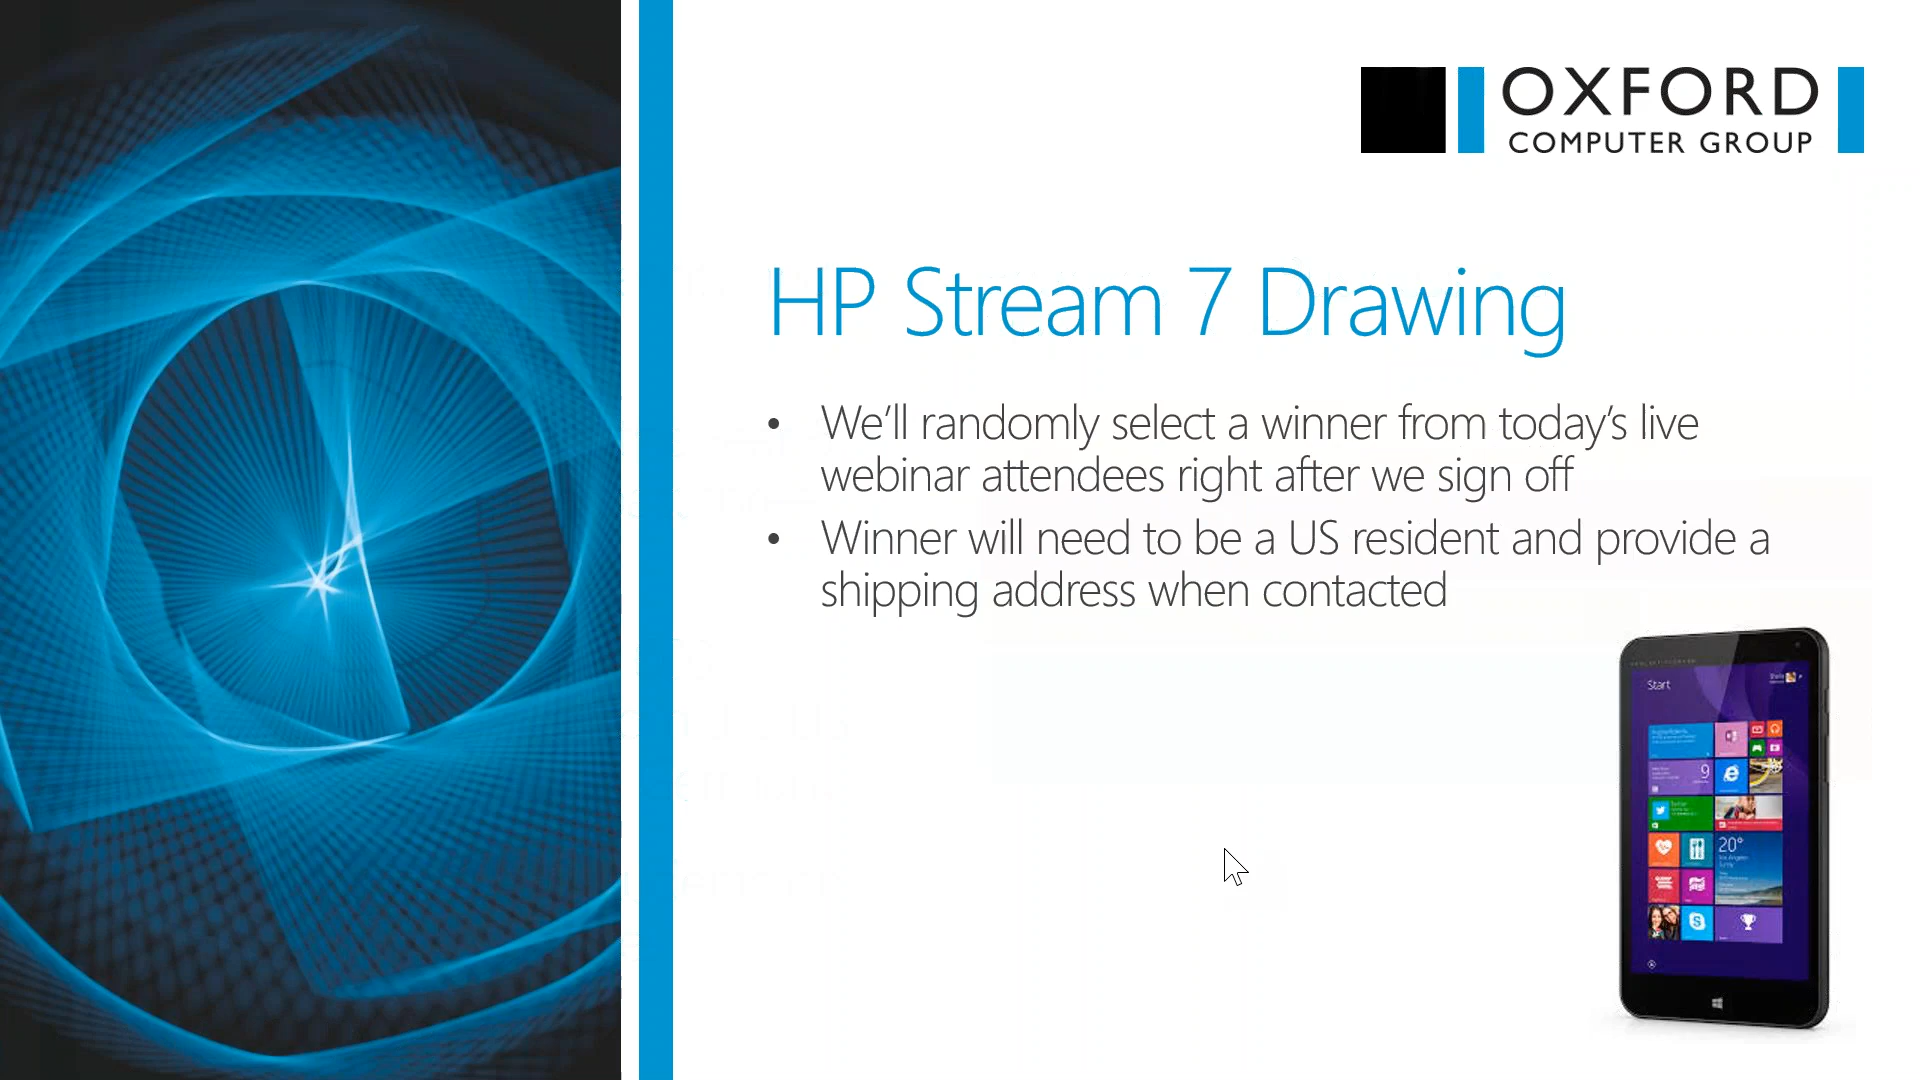 OXFORD
COMPUTER GROUP
HP Stream 7 Drawing
• We’ll randomly select a winner from today’s live
webinar attendees right after we sign off
• Winner will need to be a US resident and provide a
shipping address when contacted
Start
9
20°